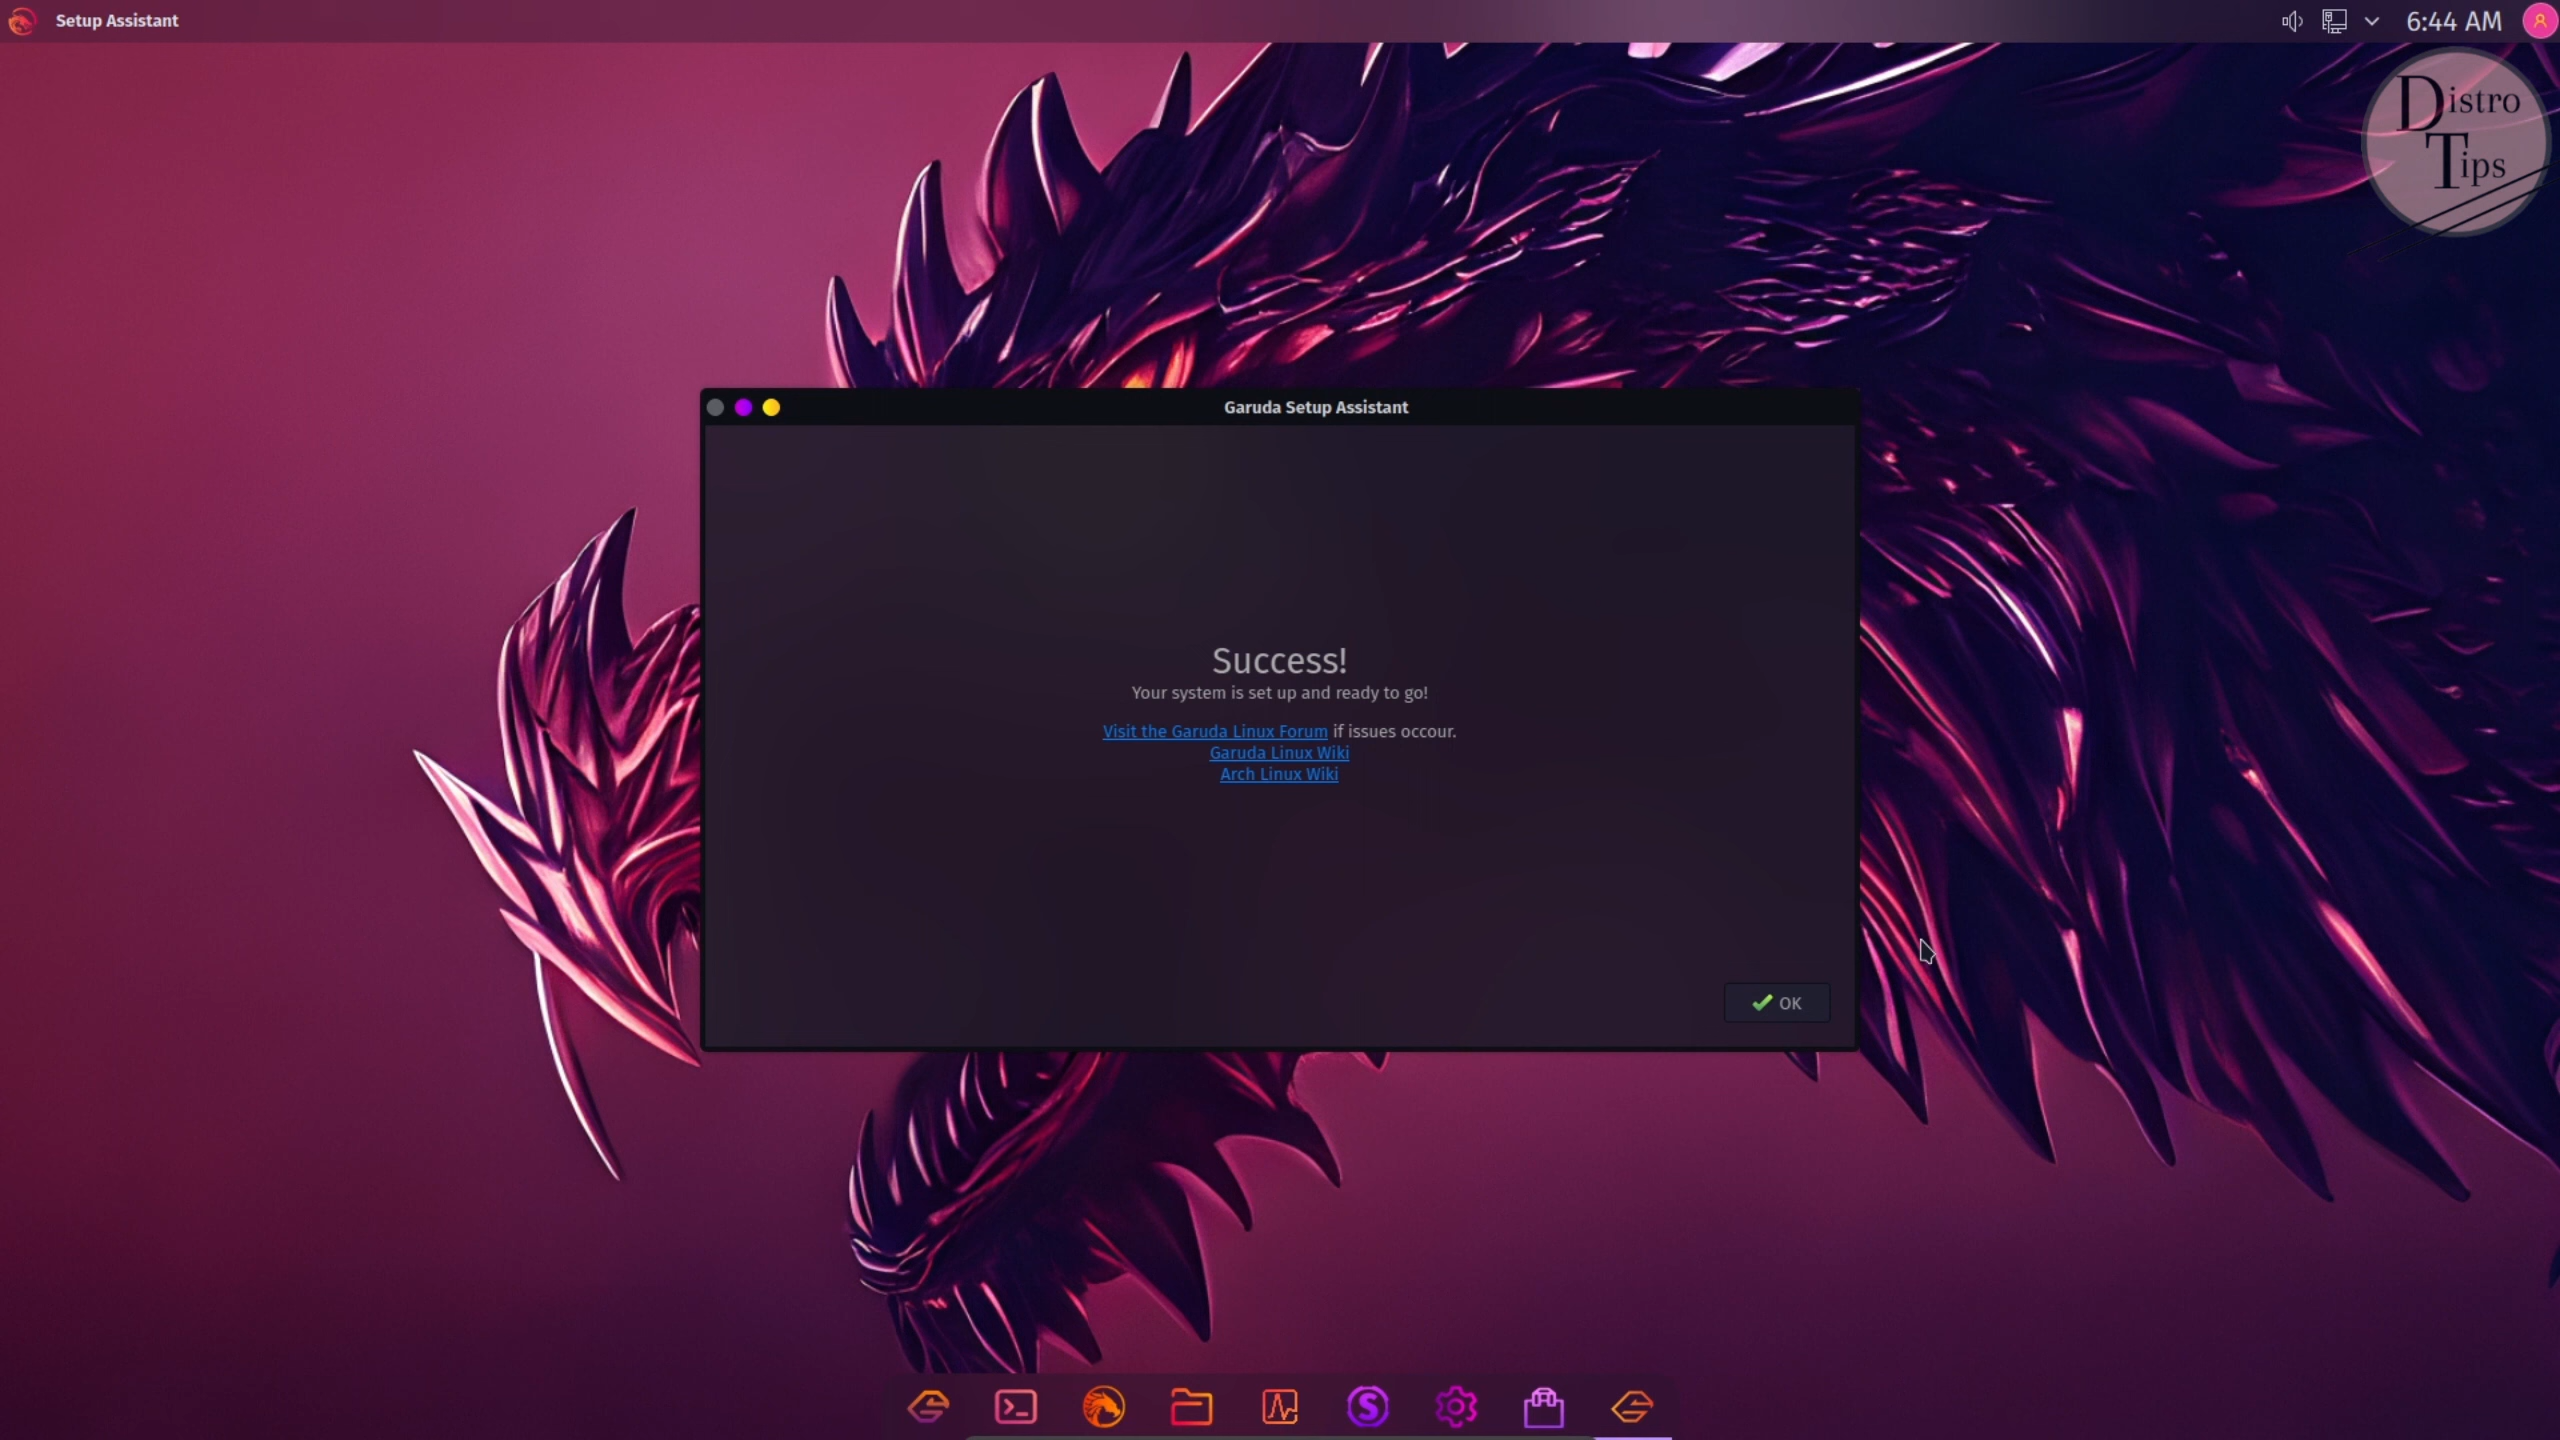 Setup Assistant
6:44 AM
Distro
Tips
Garuda Setup Assistant
Success!
Your system is set up and ready to go!
Visit the Garuda Linux Forum if issues occour.
Garuda Linux Wiki
Arch Linux Wiki
OK